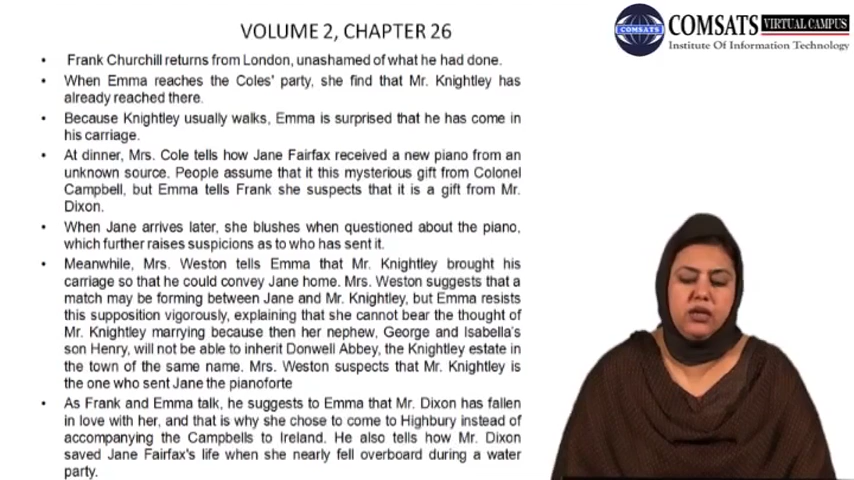 VOLUME 2, CHAPTER 26
COMSATS VIRTUAL CAMPUS
COMSATS
Institute Of Information Technology
• Frank Churchill returns from London, unashamed of what he had done.
• When Emma reaches the Coles' party, she find that Mr. Knightley has
already reached there.
• Because Knightley usually walks, Emma is surprised that he has come in
his carriage.
• At dinner, Mrs. Cole tells how Jane Fairfax received a new piano from an
unknown source. People assume that it this mysterious gift from Colonel
Campbell, but Emma tells Frank she suspects that it is a gift from Mr.
Dixon.
• When Jane arrives later, she blushes when questioned about the piano,
which further raises suspicions as to who has sent it.
• Meanwhile, Mrs. Weston tells Emma that Mr. Knightley brought his
carriage so that he could convey Jane home. Mrs. Weston suggests that a
match may be forming between Jane and Mr. Knightley, but Emma resists
this supposition vigorously, explaining that she cannot bear the thought of
Mr. Knightley marrying because then her nephew, George and Isabella's
son Henry, will not be able to inherit Donwell Abbey, the Knightley estate in
the town of the same name. Mrs. Weston suspects that Mr. Knightley is
the one who sent Jane the pianoforte
• As Frank and Emma talk, he suggests to Emma that Mr. Dixon has fallen
in love with her, and that is why she chose to come to Highbury instead of
accompanying the Campbells to Ireland. He also tells how Mr. Dixon
saved Jane Fairfax's life when she nearly fell overboard during a water
party.